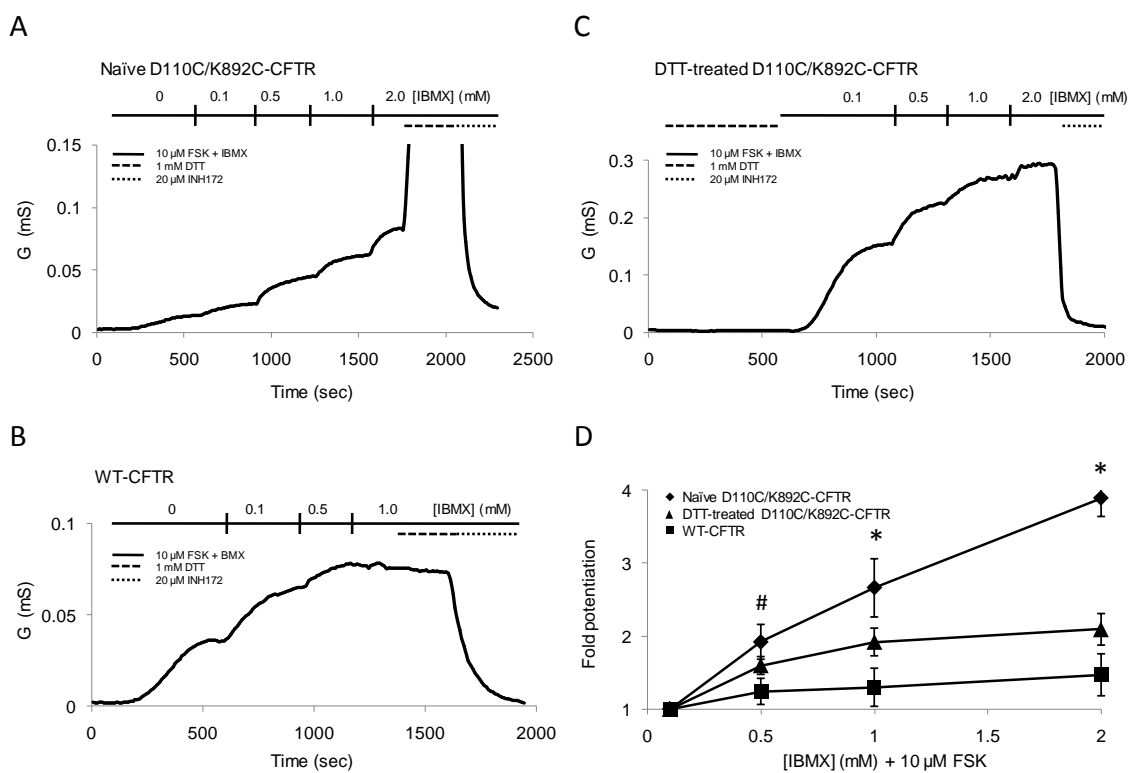 A
Naïve D110C/K892C-CFTR
0 0.1 0.5 1.0 2.0 [IBMX] (mM)
10 µM FSK + IBMX
1 mM DTT
20 µM INH172
0.15
0.1
0.05
0
G (mS)
0 500 1000 1500 2000 2500
Time (sec)
B
WT-CFTR
0 0.1 0.5 1.0 [IBMX] (mM)
10 µM FSK + BMX
1 mM DTT
20 µM INH172
0.1
0.05
0
G (mS)
0 500 1000 1500 2000
Time (sec)
C
DTT-treated D110C/K892C-CFTR
0.1 0.5 1.0 2.0 [IBMX] (mM)
10 µM FSK + IBMX
1 mM DTT
20 µM INH172
0.3
0.2
0.1
0
G (mS)
0 500 1000 1500 2000
Time (sec)
D
Naïve D110C/K892C-CFTR
DTT-treated D110C/K892C-CFTR
WT-CFTR
# * *
4
3
2
1
Fold potentiation
0 0.5 1 1.5 2
[IBMX] (mM) + 10 µM FSK